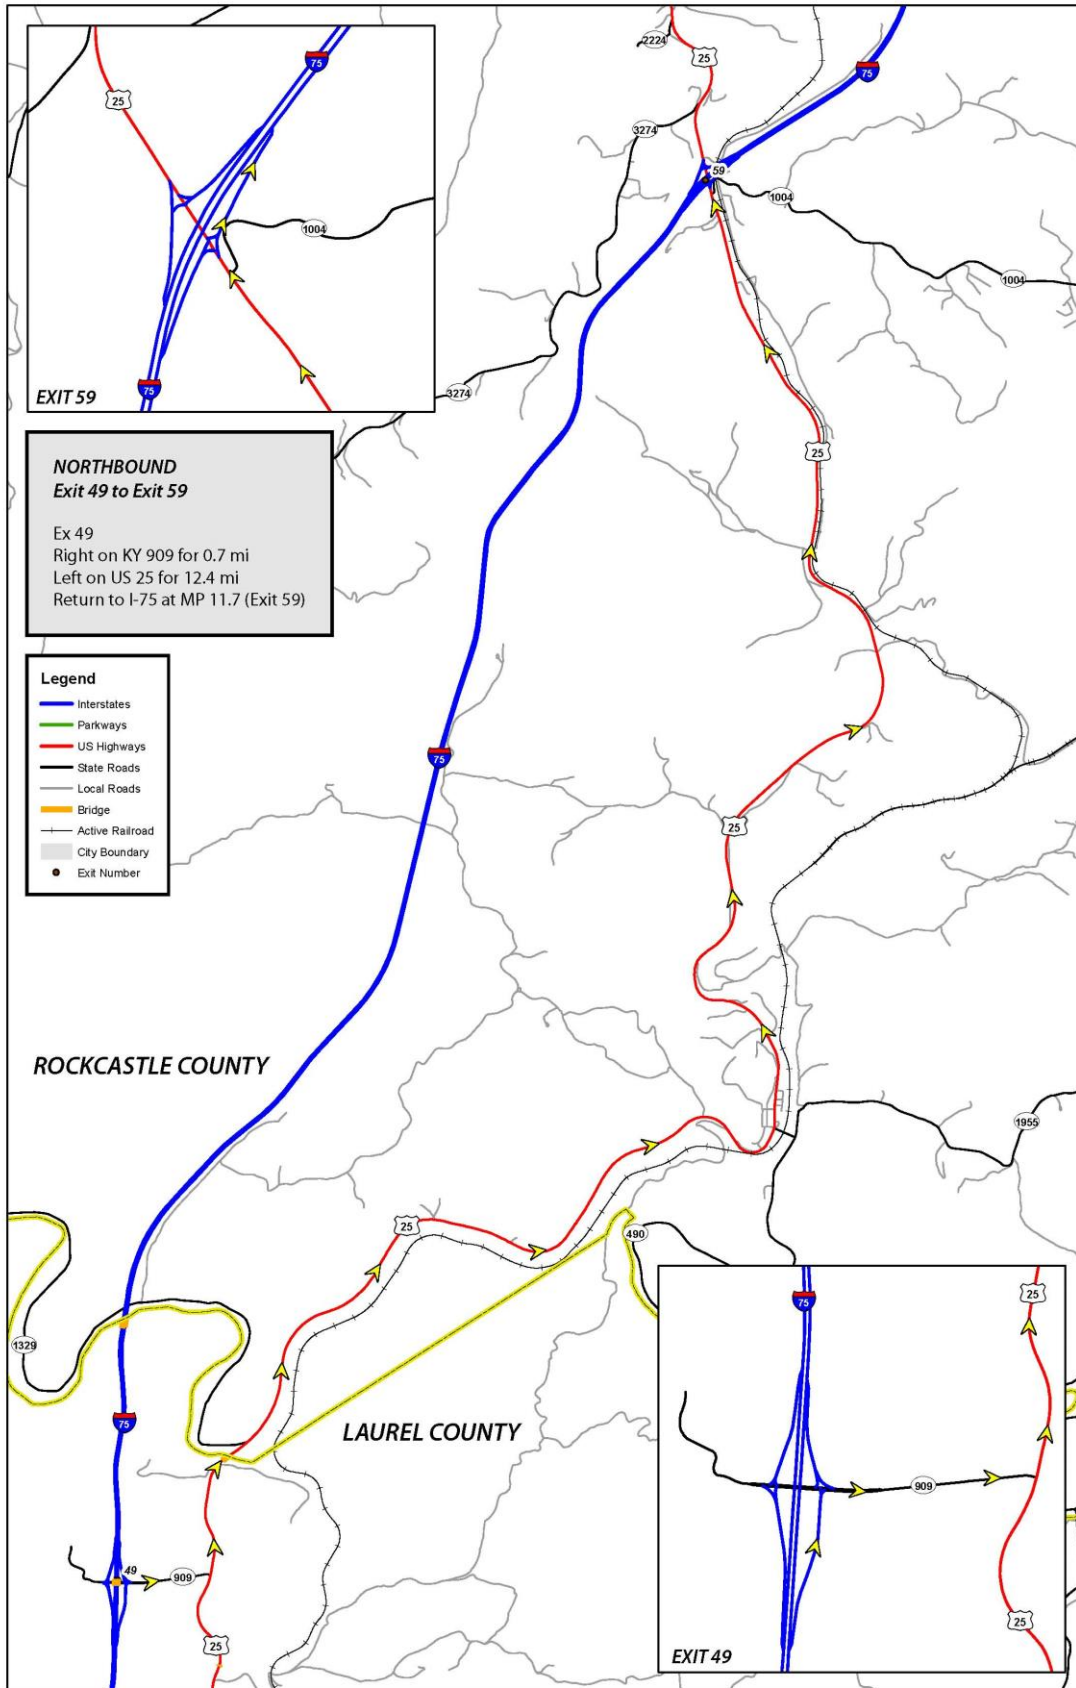 2224
25
75
3274
59
1004
1004
25
75
1004
75
EXIT 59
3274
25
NORTHBOUND
Exit 49 to Exit 59
Ex 49
Right on KY 909 for 0.7 mi
Left on US 25 for 12.4 mi
Return to I-75 at MP 11.7 (Exit 59)
Legend
Interstates
Parkways
US Highways
State Roads
Local Roads
Bridge
Active Railroad
City Boundary
Exit Number
75
25
ROCKCASTLE COUNTY
1955
25
490
1329
75
LAUREL COUNTY
49
909
25
75
25
909
25
EXIT 49